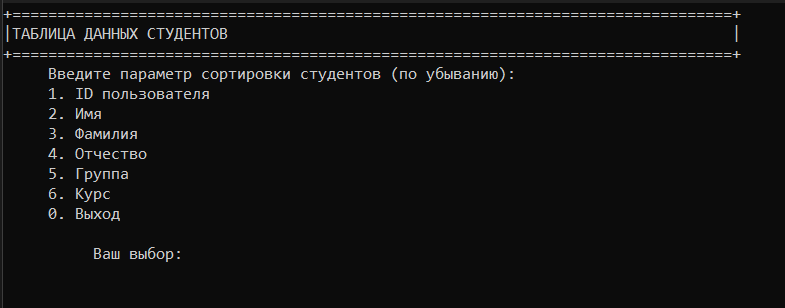 +================================================================================+
|ТАБЛИЦА ДАННЫХ СТУДЕНТОВ                                                        |
+================================================================================+
     Введите параметр сортировки студентов (по убыванию):
     1. ID пользователя
     2. Имя
     3. Фамилия
     4. Отчество
     5. Группа
     6. Курс
     0. Выход
          Ваш выбор: